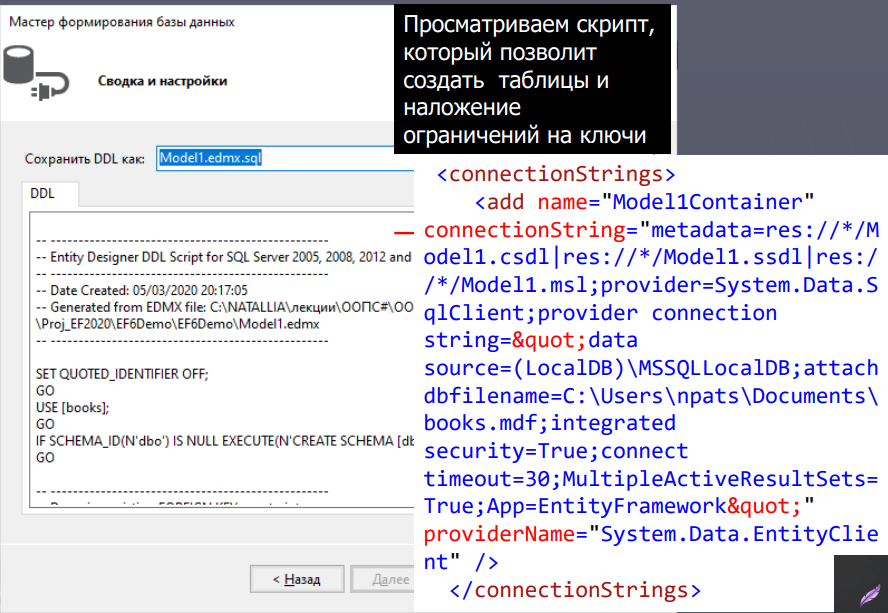 Мастер формирования базы данных
Сводка и настройки
Просматриваем скрипт,
который позволит
создать таблицы и
наложение
ограничений на ключи
Сохранить DDL как:
Model1.edmx.sql
DDL
-- --------------------------------------------------
-- Entity Designer DDL Script for SQL Server 2005, 2008, 2012 and
-- --------------------------------------------------
-- Date Created: 05/03/2020 20:17:05
-- Generated from EDMX file: C:\NATALLIA\лекции\ООПС#\ОО
\Proj_EF2020\EF6Demo\EF6Demo\Model1.edmx
-- --------------------------------------------------
SET QUOTED_IDENTIFIER OFF;
GO
USE [books];
GO
IF SCHEMA_ID(N'dbo') IS NULL EXECUTE(N'CREATE SCHEMA [db
GO
-- --------------------------------------------------
< Назад
Далее
<connectionStrings>
<add name="Model1Container"
connectionString="metadata=res://*/M
odel1.csdl|res://*/Model1.ssdl|res:/
/*/Model1.msl;provider=System.Data.S
qlClient;provider connection
string=&quot;data
source=(LocalDB)\MSSQLLocalDB;attach
dbfilename=C:\Users\npats\Documents\
books.mdf;integrated
security=True;connect
timeout=30;MultipleActiveResultSets=
True;App=EntityFramework&quot;"
providerName="System.Data.EntityClie
nt" />
</connectionStrings>